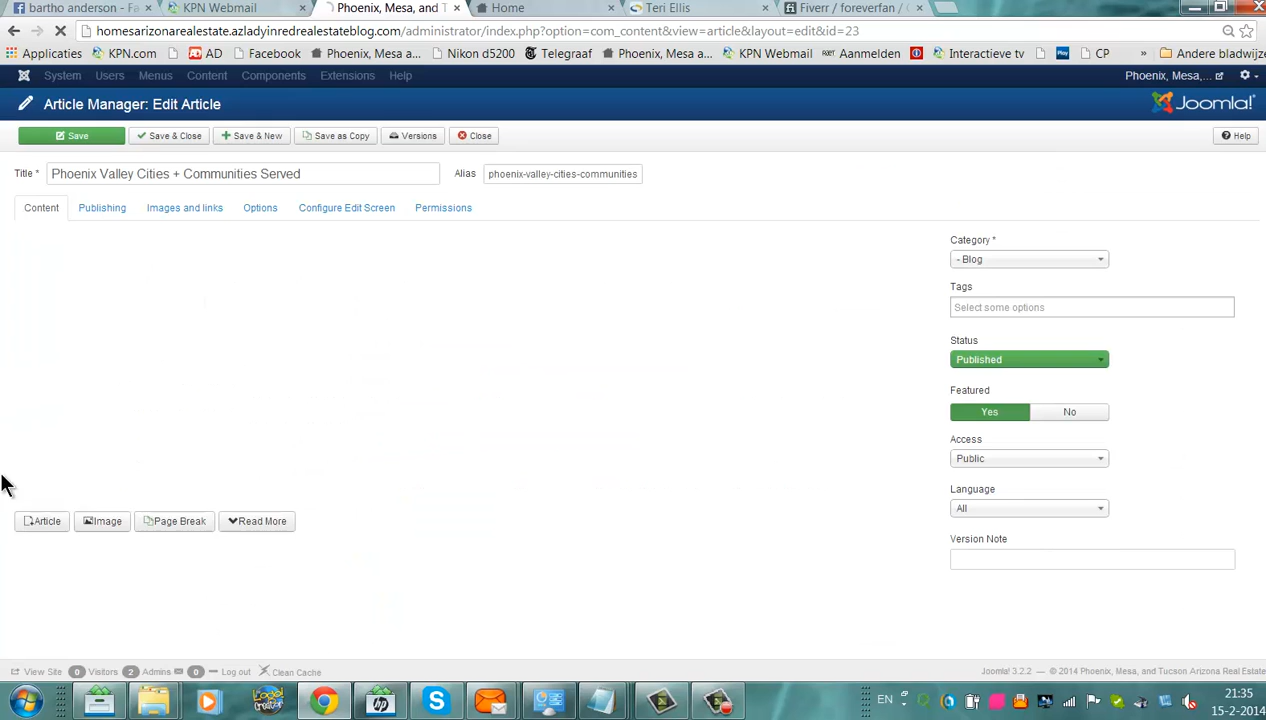 bartho anderson - Fa
KPN Webmail
Phoenix, Mesa, and T
Home
Teri Ellis
Fiverr / foreverfan /
homesarizonarealestate.azladyinredrealestateblog.com/administrator/index.php?option=com_content&view=article&layout=edit&id=23
Applicaties
KPN.com
Facebook
Phoenix, Mesa a...
Nikon d5200
Telegraaf
Phoenix, Mesa a...
KPN Webmail
Aanmelden
Interactieve tv
CP
»
Andere bladwijz
System
Users
Menus
Content
Components
Extensions
Help
Phoenix, Mesa,...
Article Manager: Edit Article
Joomla!
Save
Save & Close
Save & New
Save as Copy
Versions
Close
Help
Title *
Phoenix Valley Cities + Communities Served
Alias
phoenix-valley-cities-communities
Content
Publishing
Images and links
Options
Configure Edit Screen
Permissions
Category *
- Blog
Tags
Select some options
Status
Published
Featured
Yes
No
Access
Public
Language
All
Version Note
Article
Image
Page Break
Read More
View Site
0 Visitors
2 Admins
0
Log out
Clean Cache
Joomla! 3.2.2 — © 2014 Phoenix, Mesa, and Tucson Arizona Real Estate
EN
21:35
15-2-2014